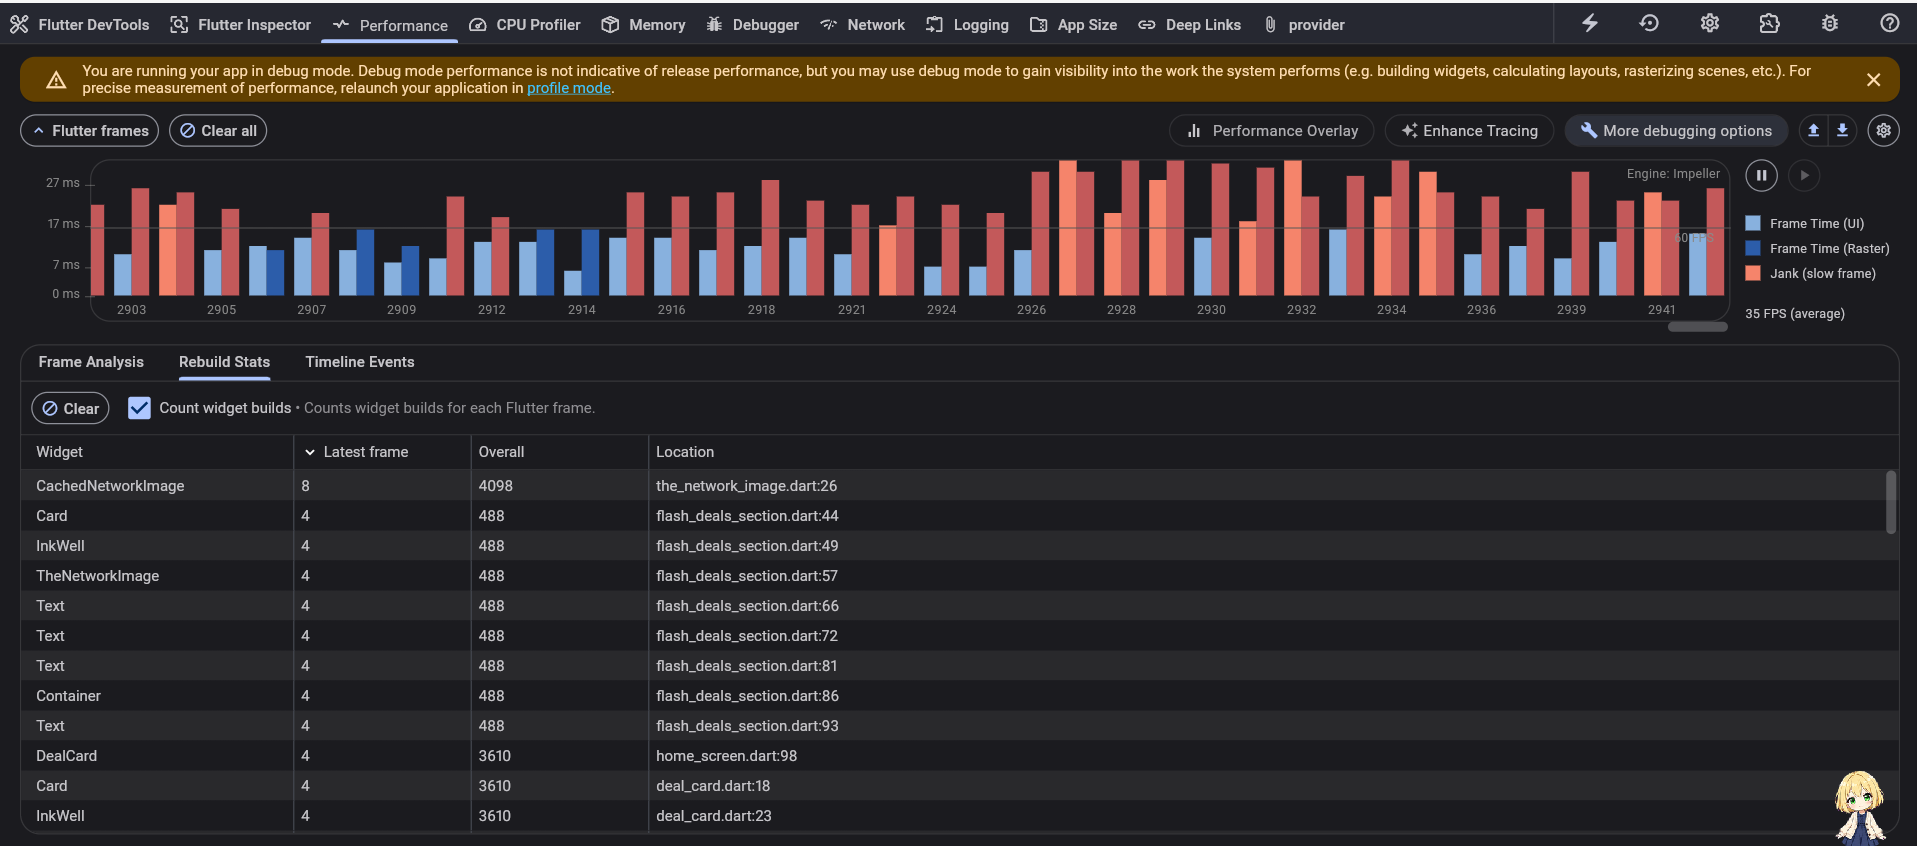 Flutter DevTools Flutter Inspector Performance CPU Profiler Memory Debugger Network Logging App Size Deep Links provider
You are running your app in debug mode. Debug mode performance is not indicative of release performance, but you may use debug mode to gain visibility into the work the system performs (e.g. building widgets, calculating layouts, rasterizing scenes, etc.). For
precise measurement of performance, relaunch your application in profile mode.
Flutter frames Clear all Performance Overlay Enhance Tracing More debugging options
Engine: Impeller
27 ms
17 ms
7 ms
0 ms
60 FPS
2903 2905 2907 2909 2912 2914 2916 2918 2921 2924 2926 2928 2930 2932 2934 2936 2939 2941
Frame Time (UI)
Frame Time (Raster)
Jank (slow frame)
35 FPS (average)
Frame Analysis Rebuild Stats Timeline Events
Clear Count widget builds • Counts widget builds for each Flutter frame.
Widget Latest frame Overall Location
CachedNetworkImage 8 4098 the_network_image.dart:26
Card 4 488 flash_deals_section.dart:44
InkWell 4 488 flash_deals_section.dart:49
TheNetworkImage 4 488 flash_deals_section.dart:57
Text 4 488 flash_deals_section.dart:66
Text 4 488 flash_deals_section.dart:72
Text 4 488 flash_deals_section.dart:81
Container 4 488 flash_deals_section.dart:86
Text 4 488 flash_deals_section.dart:93
DealCard 4 3610 home_screen.dart:98
Card 4 3610 deal_card.dart:18
InkWell 4 3610 deal_card.dart:23